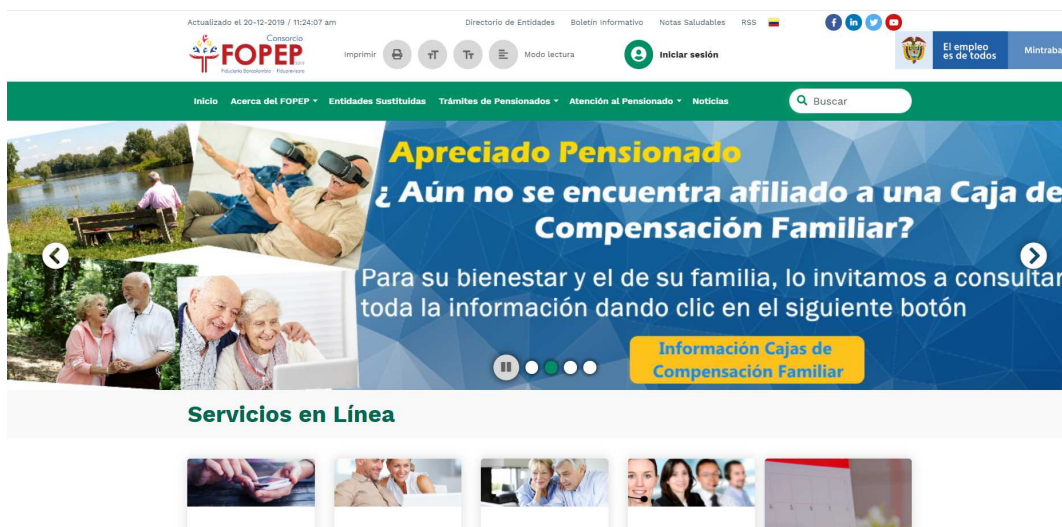 Actualizado el 20-12-2019 / 11:24:07 am
Directorio de Entidades Boletín Informativo Notas Saludables RSS
Consorcio
FOPEP
Fiduciaria Bancolombia - Fiduprevisora
Imprimir
Modo lectura
Iniciar sesión
El empleo
es de todos
Mintraba
Inicio Acerca del FOPEP Entidades Sustituidas Trámites de Pensionados Atención al Pensionado Noticias
Buscar
Apreciado Pensionado
¿ Aún no se encuentra afiliado a una Caja de
Compensación Familiar?
Para su bienestar y el de su familia, lo invitamos a consultar
toda la información dando clic en el siguiente botón
Información Cajas de
Compensación Familiar
Servicios en Línea